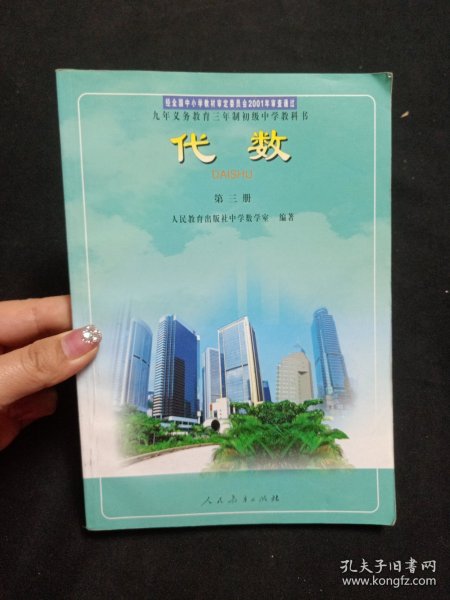 经全国中小学教材审定委员会2001年审查通过
九年义务教育三年制初级中学教科书
代数
DAISHU
第三册
人民教育出版社中学数学室 编著
人民教育出版社
孔夫子旧书网
www.kongfz.com